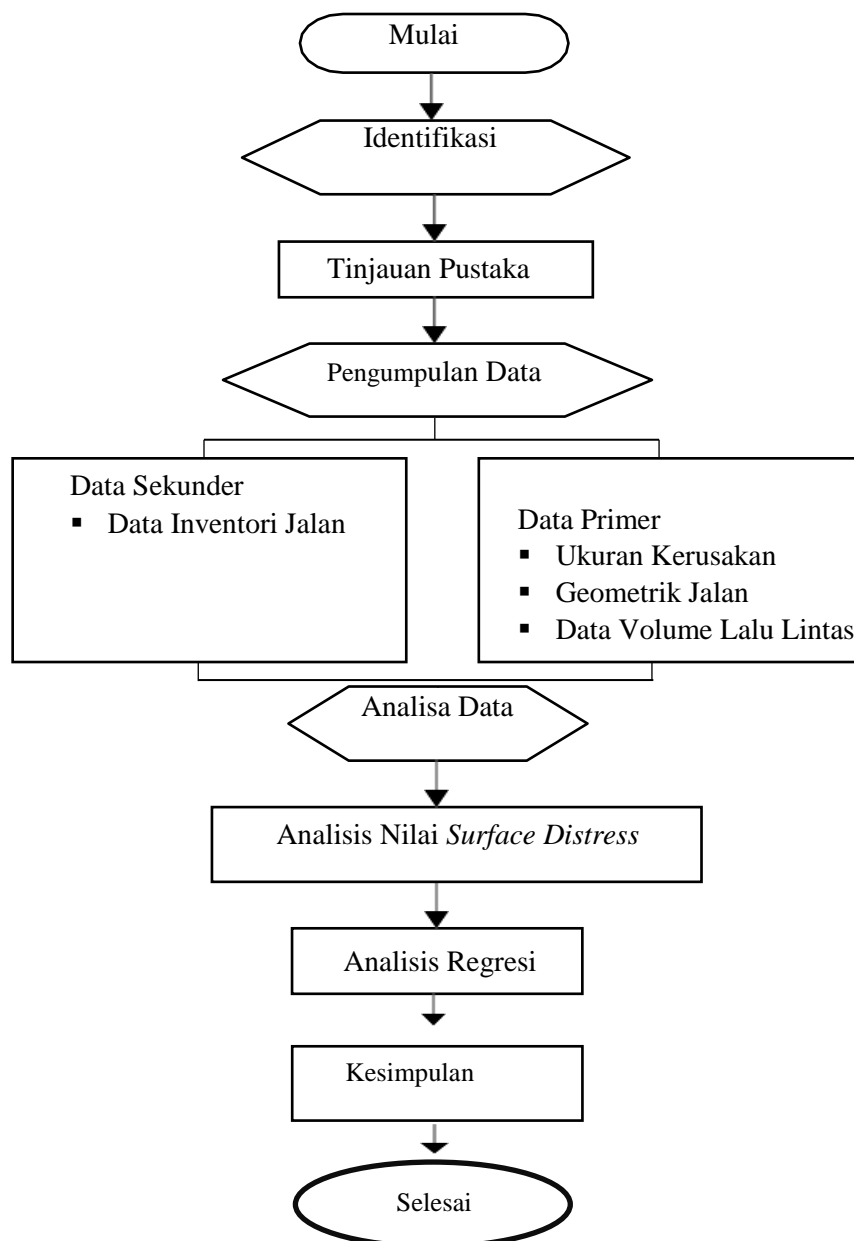 Mulai
Identifikasi
Tinjauan Pustaka
Pengumpulan Data
Data Sekunder
▪ Data Inventori Jalan
Data Primer
▪ Ukuran Kerusakan
▪ Geometrik Jalan
▪ Data Volume Lalu Lintas
Analisa Data
Analisis Nilai Surface Distress
Analisis Regresi
Kesimpulan
Selesai